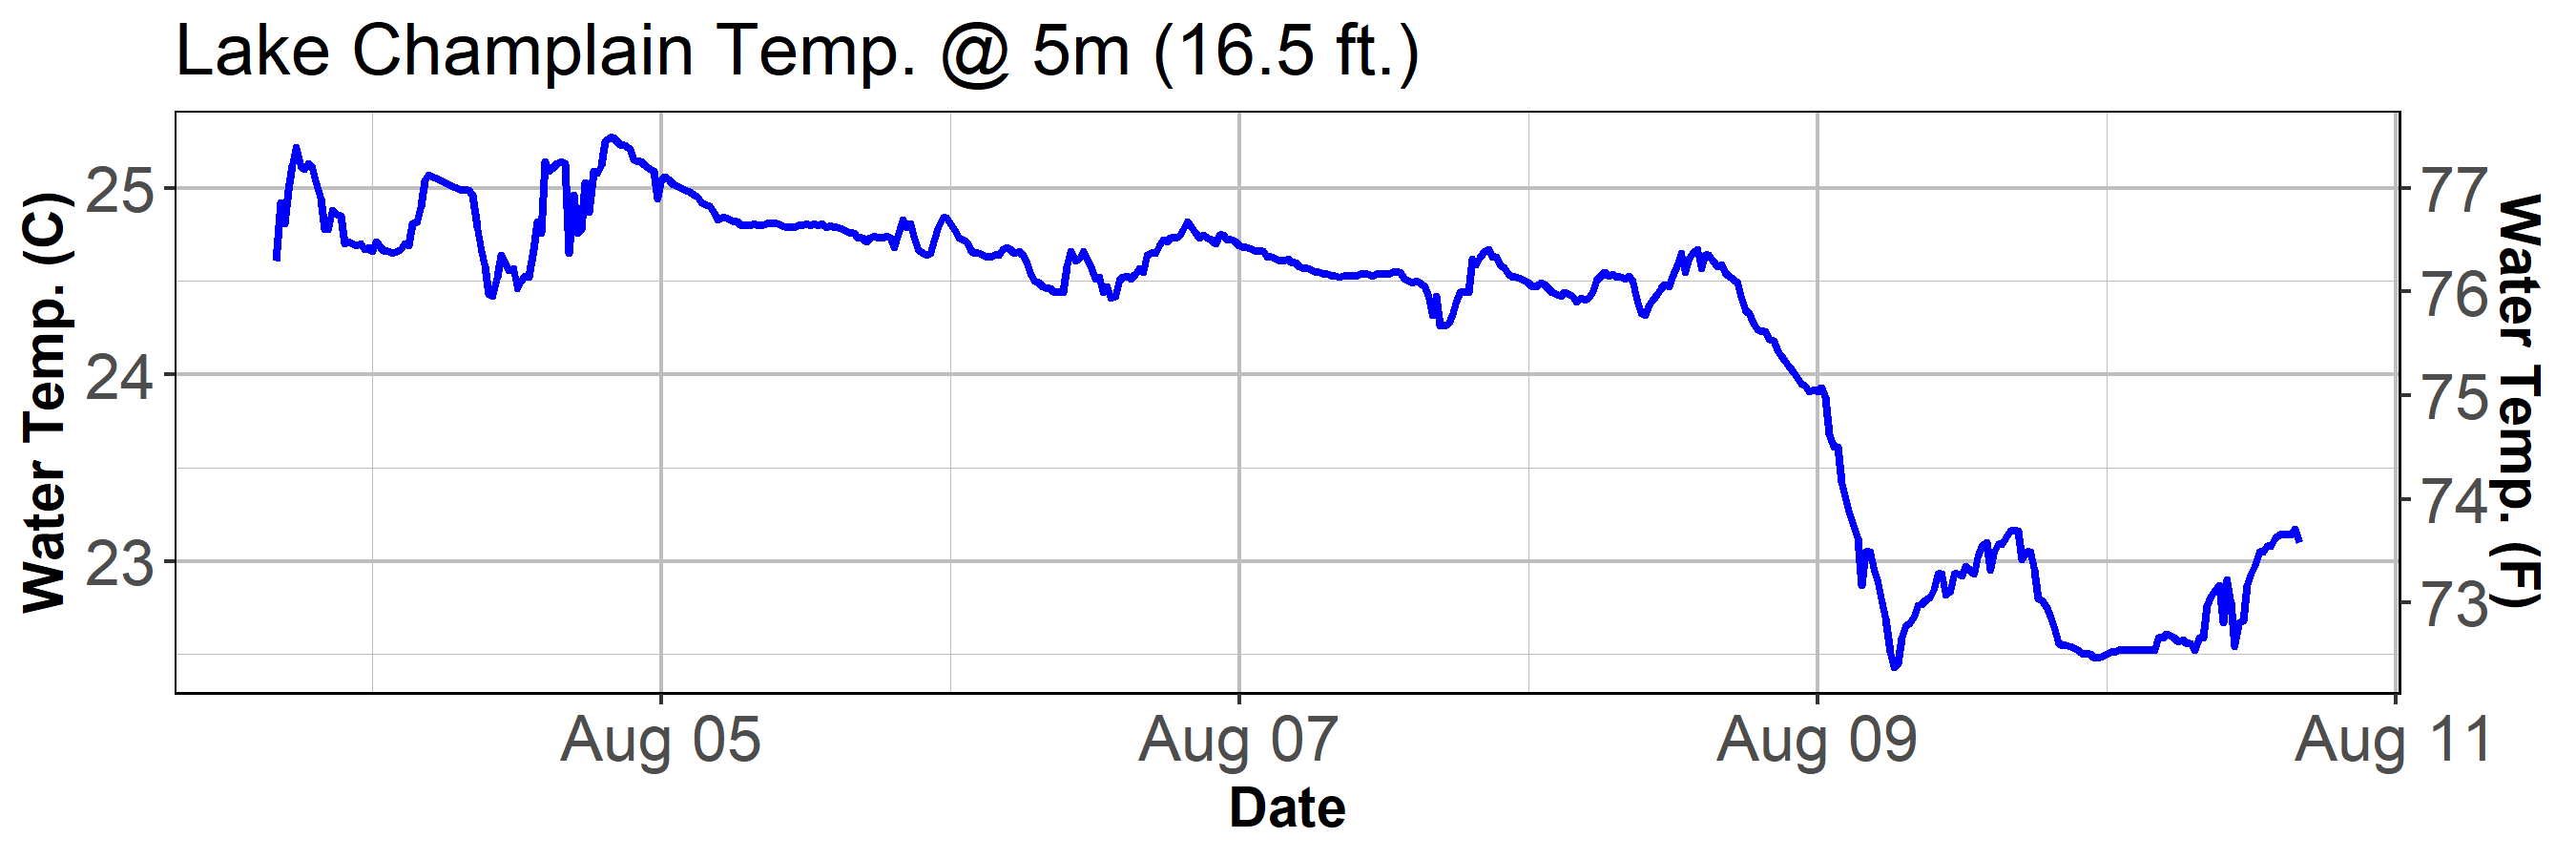 Lake Champlain Temp. @ 5m (16.5 ft.)
Water Temp. (C)
25
24
23
77
76
75
74
73
Water Temp. (F)
Aug 05 Aug 07 Aug 09 Aug 11
Date